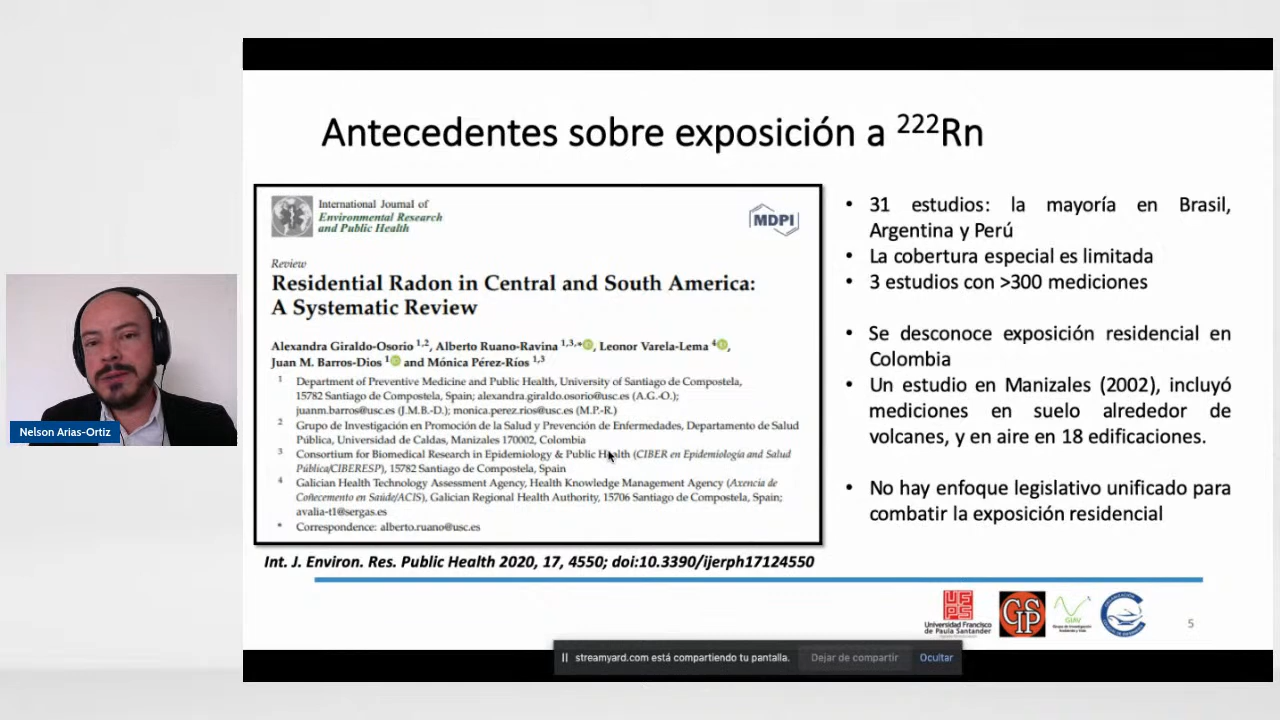 Antecedentes sobre exposición a ²²²Rn
International Journal of
Environmental Research
and Public Health
MDPI
Review
Residential Radon in Central and South America:
A Systematic Review
Alexandra Giraldo-Osorio 1,2, Alberto Ruano-Ravina 1,3,*, Leonor Varela-Lema 4,
Juan M. Barros-Dios 1 and Mónica Pérez-Ríos 1,3
1 Department of Preventive Medicine and Public Health, University of Santiago de Compostela,
15782 Santiago de Compostela, Spain; alexandra.giraldo.osorio@usc.es (A.G.-O.);
juanm.barros@usc.es (J.M.B.-D.); monica.perez.rios@usc.es (M.P.-R.)
2 Grupo de Investigación en Promoción de la Salud y Prevención de Enfermedades, Departamento de Salud
Pública, Universidad de Caldas, Manizales 170002, Colombia
3 Consortium for Biomedical Research in Epidemiology & Public Health (CIBER en Epidemiología and Salud
Pública/CIBERESP), 15782 Santiago de Compostela, Spain
4 Galician Health Technology Assessment Agency, Health Knowledge Management Agency (Axencia de
Coñecemento en Saúde/ACIS), Galician Regional Health Authority, 15706 Santiago de Compostela, Spain;
avalia-t1@sergas.es
* Correspondence: alberto.ruano@usc.es
Int. J. Environ. Res. Public Health 2020, 17, 4550; doi:10.3390/ijerph17124550
• 31 estudios: la mayoría en Brasil,
Argentina y Perú
• La cobertura especial es limitada
• 3 estudios con >300 mediciones
• Se desconoce exposición residencial en
Colombia
• Un estudio en Manizales (2002), incluyó
mediciones en suelo alrededor de
volcanes, y en aire en 18 edificaciones.
• No hay enfoque legislativo unificado para
combatir la exposición residencial
Nelson Arias-Ortiz
Universidad Francisco
de Paula Santander
GIAV
5
streamyard.com está compartiendo tu pantalla.
Dejar de compartir
Ocultar